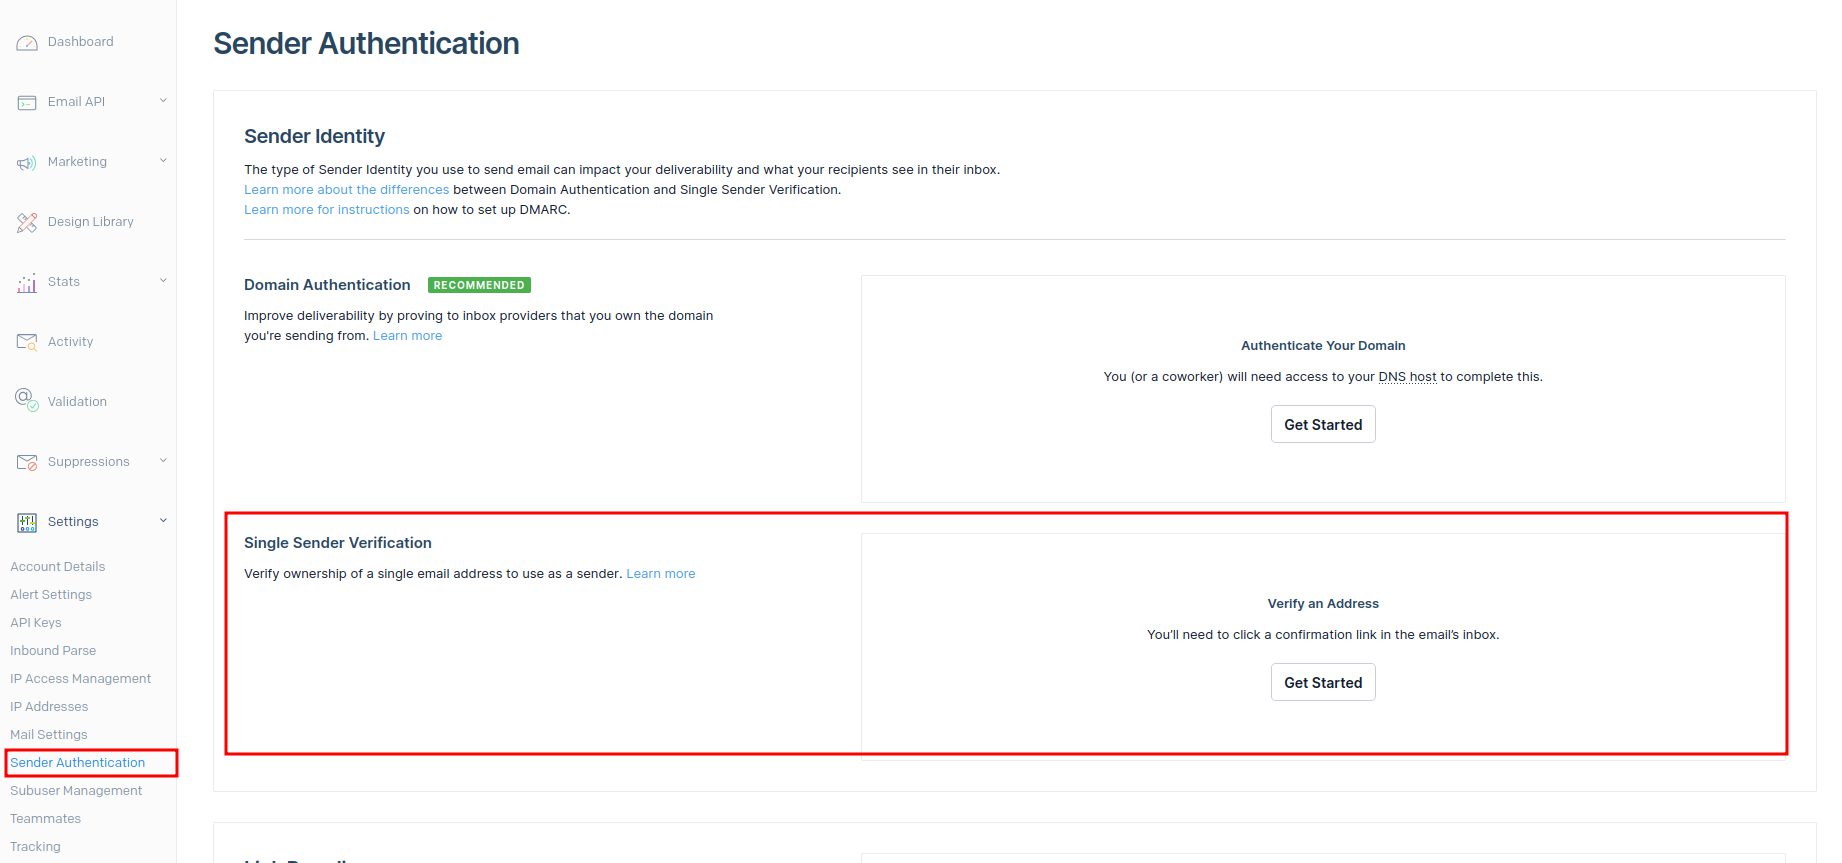 Dashboard
Email API
Marketing
Design Library
Stats
Activity
Validation
Suppressions
Settings
Account Details
Alert Settings
API Keys
Inbound Parse
IP Access Management
IP Addresses
Mail Settings
Sender Authentication
Subuser Management
Teammates
Tracking
Sender Authentication
Sender Identity
The type of Sender Identity you use to send email can impact your deliverability and what your recipients see in their inbox.
Learn more about the differences between Domain Authentication and Single Sender Verification.
Learn more for instructions on how to set up DMARC.
Domain Authentication RECOMMENDED
Improve deliverability by proving to inbox providers that you own the domain
you're sending from. Learn more
Authenticate Your Domain
You (or a coworker) will need access to your DNS host to complete this.
Get Started
Single Sender Verification
Verify ownership of a single email address to use as a sender. Learn more
Verify an Address
You’ll need to click a confirmation link in the email’s inbox.
Get Started